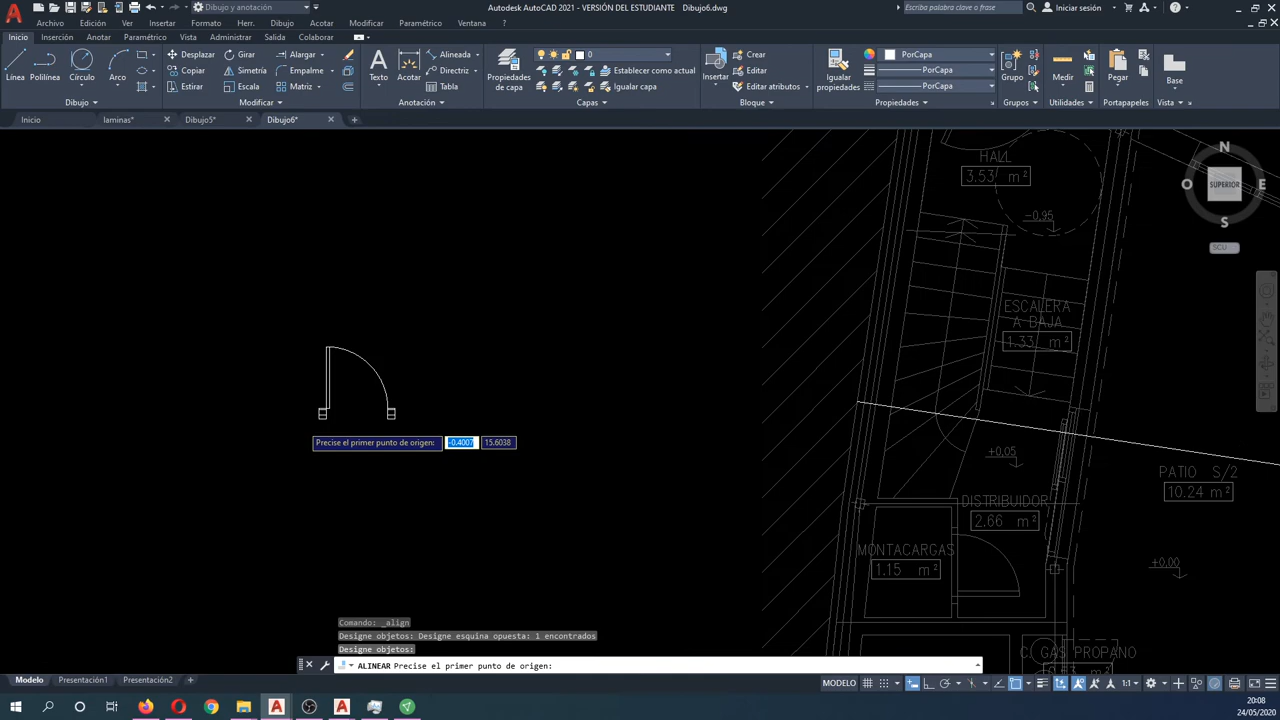 Dibujo y anotación
Autodesk AutoCAD 2021 - VERSIÓN DEL ESTUDIANTE Dibujo6.dwg
Escriba palabra clave o frase
Iniciar sesión
Archivo Edición Ver Insertar Formato Herr. Dibujo Acotar Modificar Paramétrico Ventana ?
Inicio Inserción Anotar Paramétrico Vista Administrar Salida Colaborar
Línea Polilínea Círculo Arco
Desplazar Girar Alargar
Copiar Simetría Empalme
Estirar Escala Matriz
Texto Acotar
Alineada
Directriz
Tabla
Propiedades de capa
0
Establecer como actual
Igualar capa
Insertar
Crear
Editar
Editar atributos
Igualar propiedades
PorCapa
PorCapa
PorCapa
Grupo Medir Pegar Base
Dibujo Modificar Anotación Capas Bloque Propiedades Grupos Utilidades Portapapeles Vista
Inicio laminas* Dibujo5* Dibujo6*
N
O SUPERIOR E
S
SCU
HALL
3.53 m²
-0,95
ESCALERA
A BAJA
1.33 m²
+0,05
DISTRIBUIDOR
2.66 m²
PATIO S/2
10.24 m²
MONTACARGAS
1.15 m²
+0.00
C. GAS PROPANO
Precise el primer punto de origen: -0.4007 15.6038
Comando: _align
Designe objetos: Designe esquina opuesta: 1 encontrados
Designe objetos:
ALINEAR Precise el primer punto de origen:
Modelo Presentación1 Presentación2 +
MODELO
1:1
20:08
24/05/2020